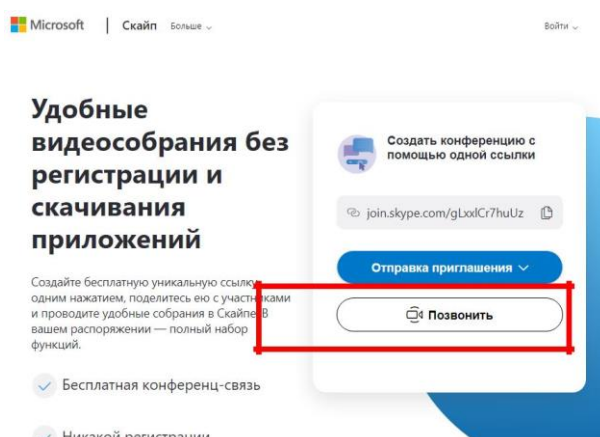 Microsoft | Скайп Больше
Войти
Удобные
видеособрания без
регистрации и
скачивания
приложений
Создайте бесплатную уникальную ссылку
одним нажатием, поделитесь ею с участниками
и проводите удобные собрания в Скайпе. В
вашем распоряжении — полный набор
функций.
Бесплатная конференц-связь
Никакой регистрации
Создать конференцию с
помощью одной ссылки
join.skype.com/gLxxlCr7huUz
Отправка приглашения
Позвонить